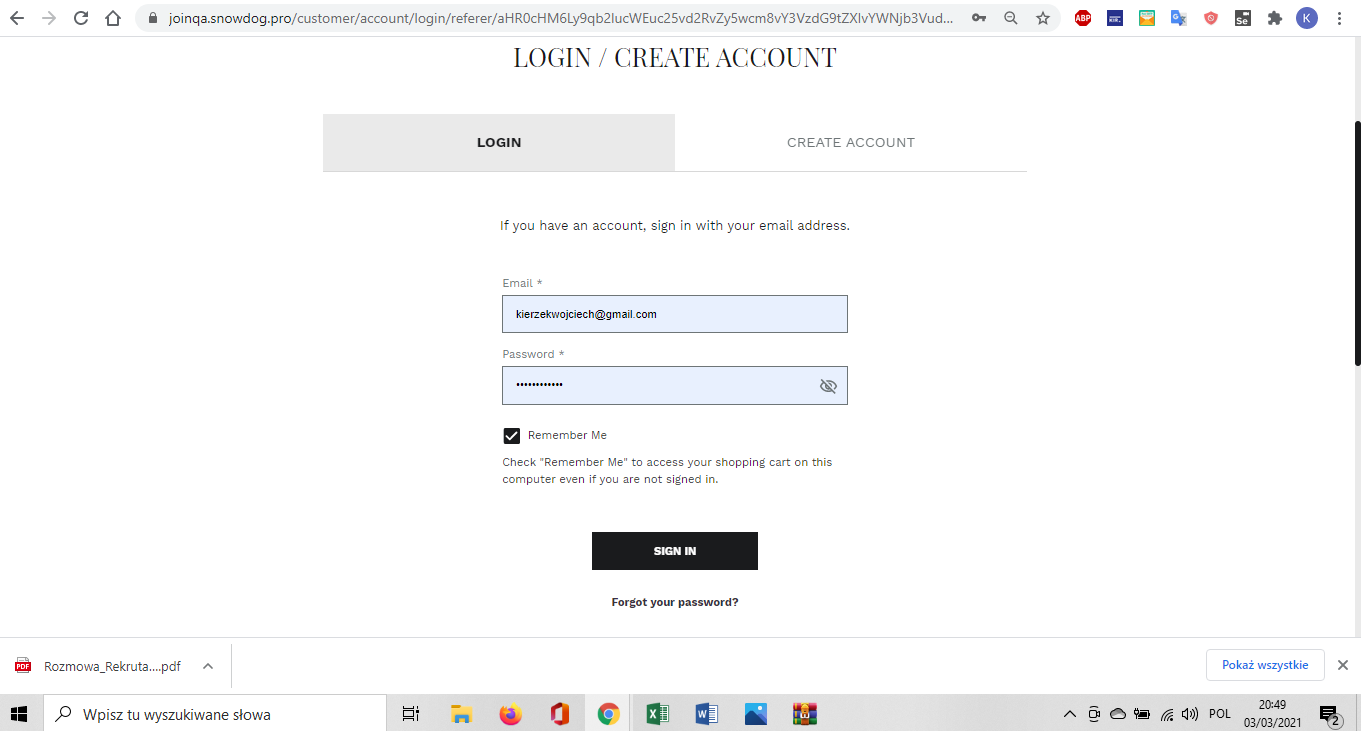 joinqa.snowdog.pro/customer/account/login/referer/aHR0cHM6Ly9qb2lucWEuc25vd2RvZy5wcm8vY3VzdG9tZXIvYWNjb3Vud...
ABP
Se
K
LOGIN / CREATE ACCOUNT
LOGIN
CREATE ACCOUNT
If you have an account, sign in with your email address.
Email *
kierzekwojciech@gmail.com
Password *
••••••••••••
Remember Me
Check "Remember Me" to access your shopping cart on this
computer even if you are not signed in.
SIGN IN
Forgot your password?
PDF
Rozmowa_Rekruta....pdf
Pokaż wszystkie
Wpisz tu wyszukiwane słowa
POL
20:49
03/03/2021
2